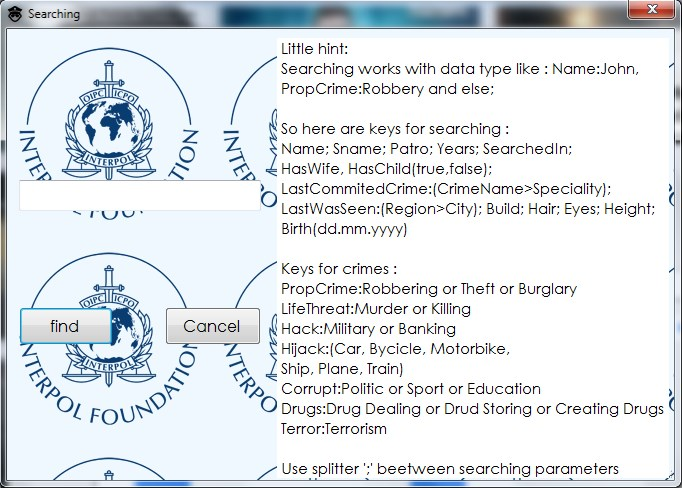 Searching
Little hint:
Searching works with data type like : Name:John,
PropCrime:Robbery and else;
So here are keys for searching :
Name; Sname; Patro; Years; SearchedIn;
HasWife, HasChild(true,false);
LastCommitedCrime:(CrimeName>Speciality);
LastWasSeen:(Region>City); Build; Hair; Eyes; Height;
Birth(dd.mm.yyyy)
Keys for crimes :
PropCrime:Robbering or Theft or Burglary
LifeThreat:Murder or Killing
Hack:Military or Banking
Hijack:(Car, Bycicle, Motorbike,
Ship, Plane, Train)
Corrupt:Politic or Sport or Education
Drugs:Drug Dealing or Drud Storing or Creating Drugs
Terror:Terrorism
Use splitter ';' beetween searching parameters
find
Cancel
OIPC ICPO
INTERPOL
INTERPOL FOUNDATION